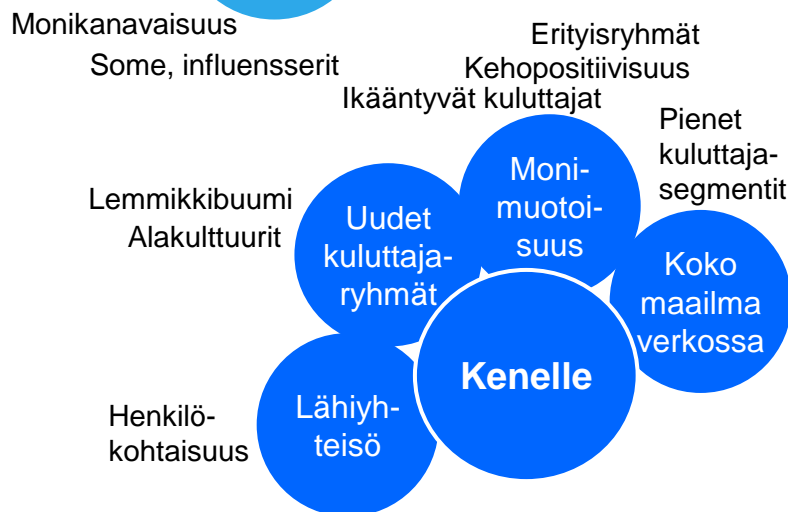 Monikanavaisuus
Some, influensserit
Erityisryhmät
Kehopositiivisuus
Ikääntyvät kuluttajat
Pienet
kuluttaja-
segmentit
Moni-
muotoi-
suus
Lemmikkibuumi
Alakulttuurit
Uudet
kuluttaja-
ryhmät
Koko
maailma
verkossa
Kenelle
Lähiyh-
teisö
Henkilö-
kohtaisuus